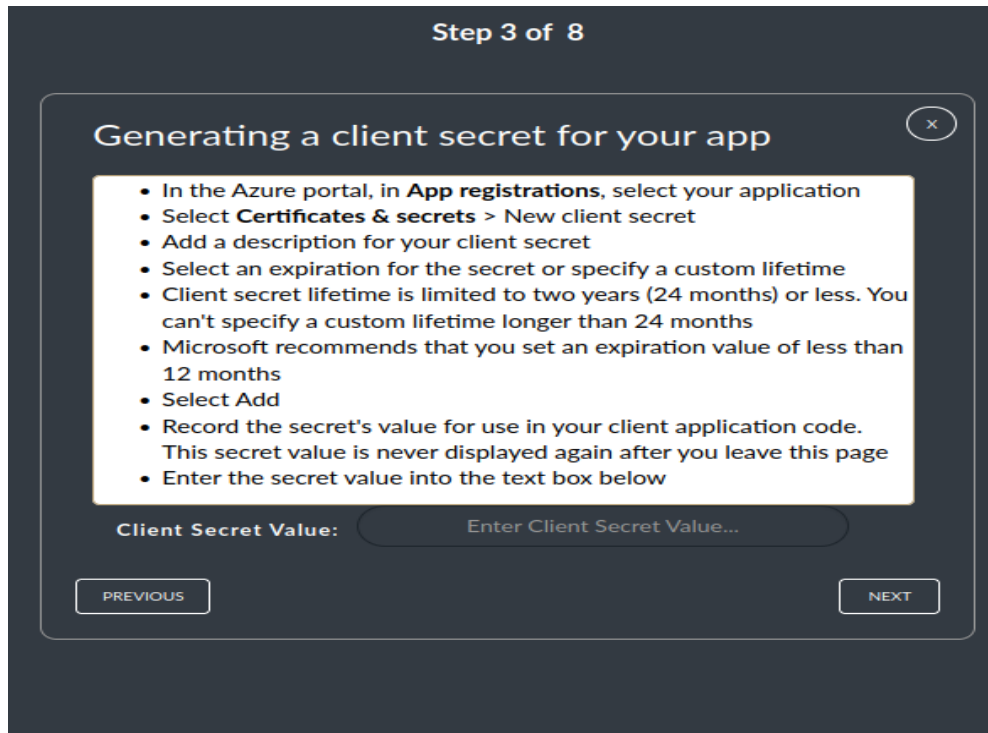 Step 3 of 8
Generating a client secret for your app
x
• In the Azure portal, in App registrations, select your application
• Select Certificates & secrets > New client secret
• Add a description for your client secret
• Select an expiration for the secret or specify a custom lifetime
• Client secret lifetime is limited to two years (24 months) or less. You
can't specify a custom lifetime longer than 24 months
• Microsoft recommends that you set an expiration value of less than
12 months
• Select Add
• Record the secret's value for use in your client application code.
This secret value is never displayed again after you leave this page
• Enter the secret value into the text box below
Client Secret Value: Enter Client Secret Value...
PREVIOUS NEXT